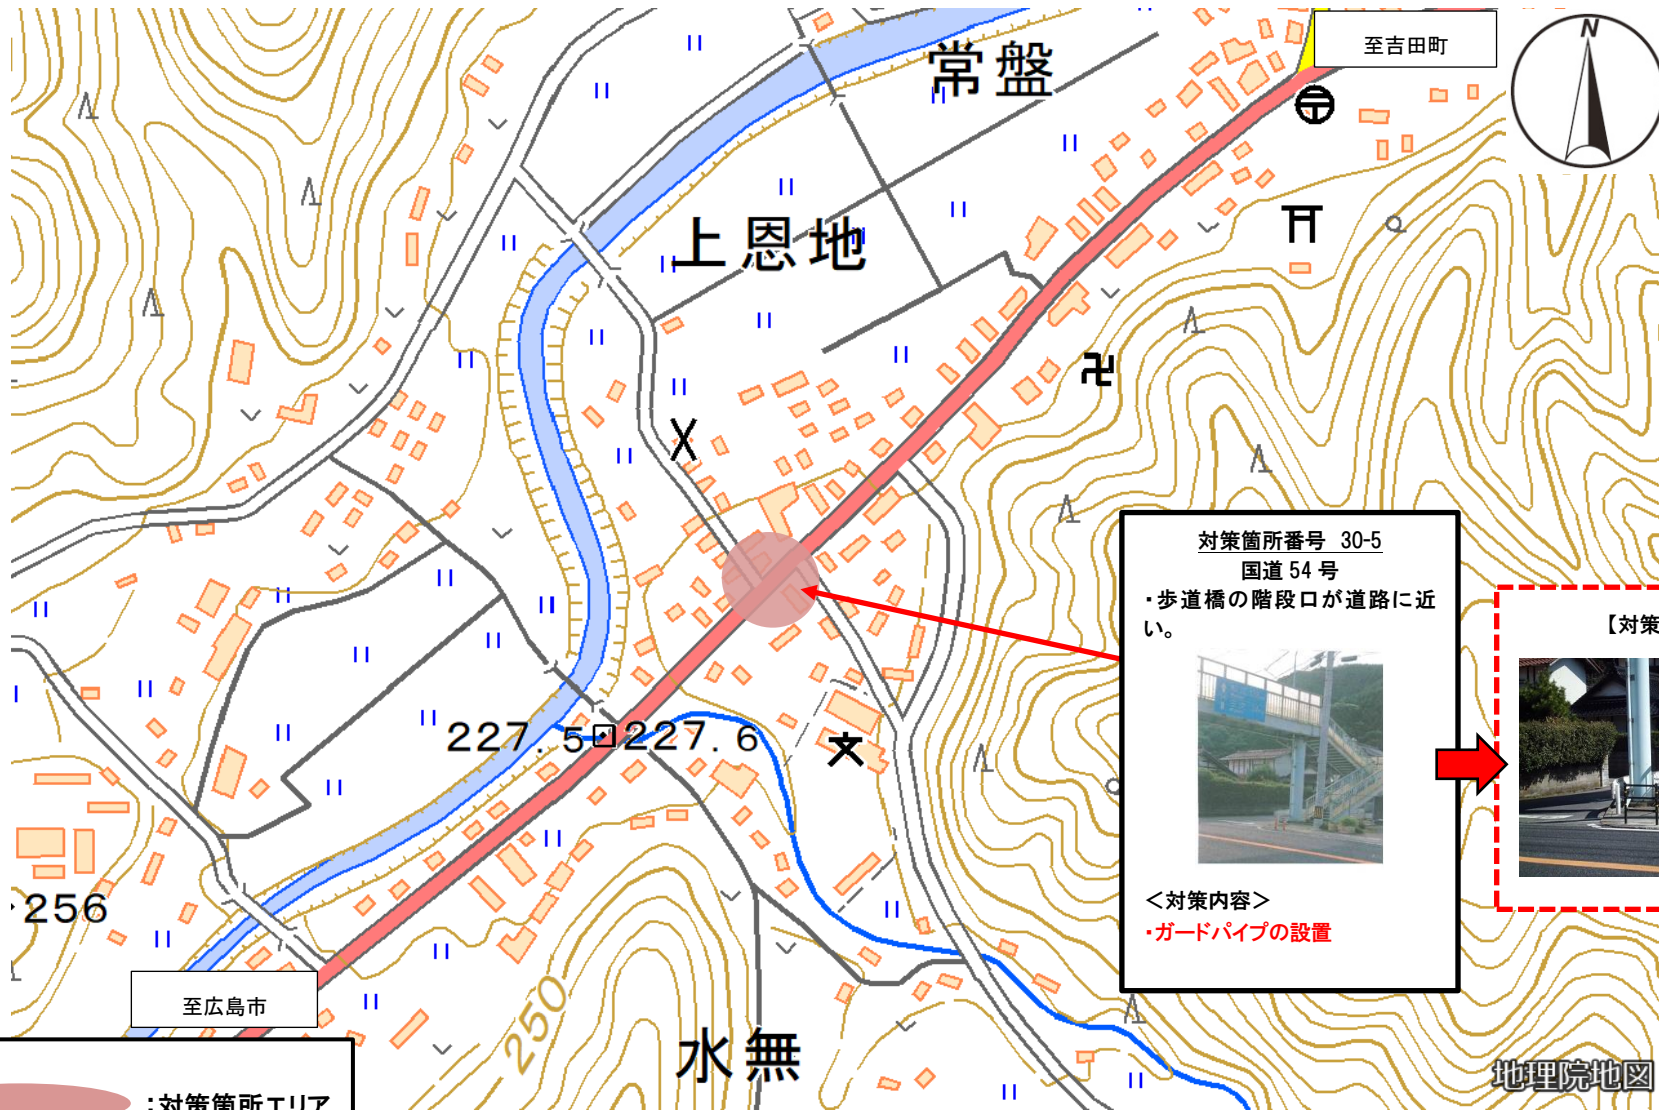 至吉田町
N
常盤
上恩地
対策箇所番号 30-5
国道 54 号
・歩道橋の階段口が道路に近
い。
【対策
227.5
227.6
<対策内容>
・ガードパイプの設置
256
至広島市
250
水無
地理院地図
:対策箇所エリア